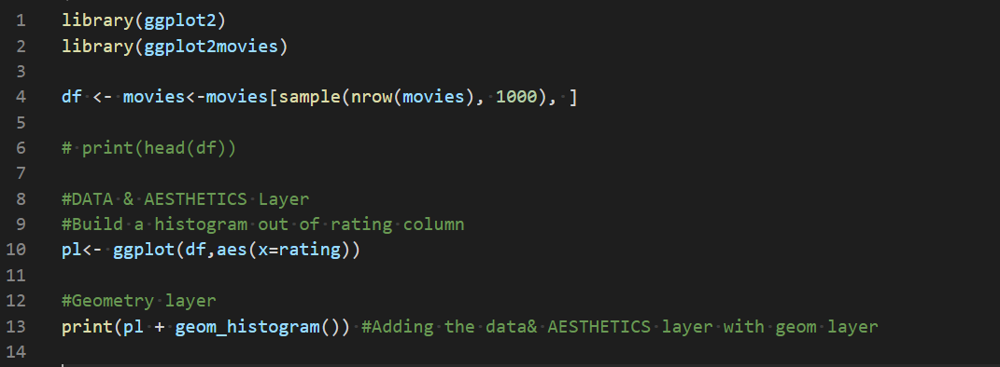 1 library(ggplot2)
2 library(ggplot2movies)
3
4 df <- movies<-movies[sample(nrow(movies), 1000), ]
5
6 # print(head(df))
7
8 #DATA & AESTHETICS Layer
9 #Build a histogram out of rating column
10 pl<- ggplot(df,aes(x=rating))
11
12 #Geometry layer
13 print(pl + geom_histogram()) #Adding the data& AESTHETICS layer with geom layer
14